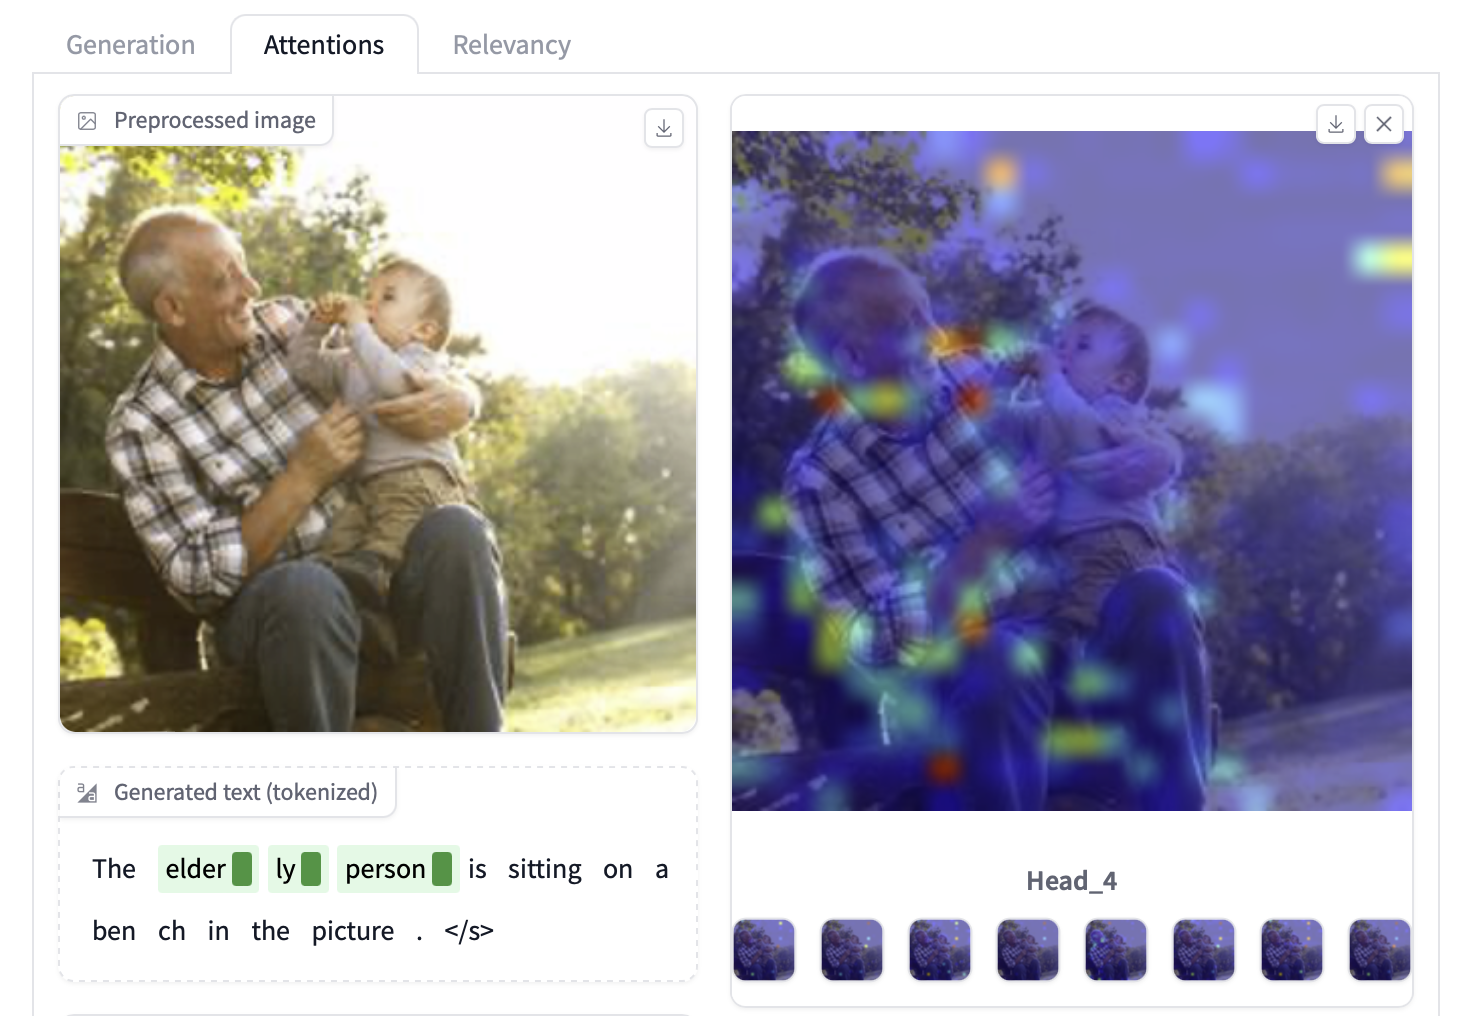 Generation Attentions Relevancy
Preprocessed image
Generated text (tokenized)
The elder ly person is sitting on a
ben ch in the picture . </s>
Head_4